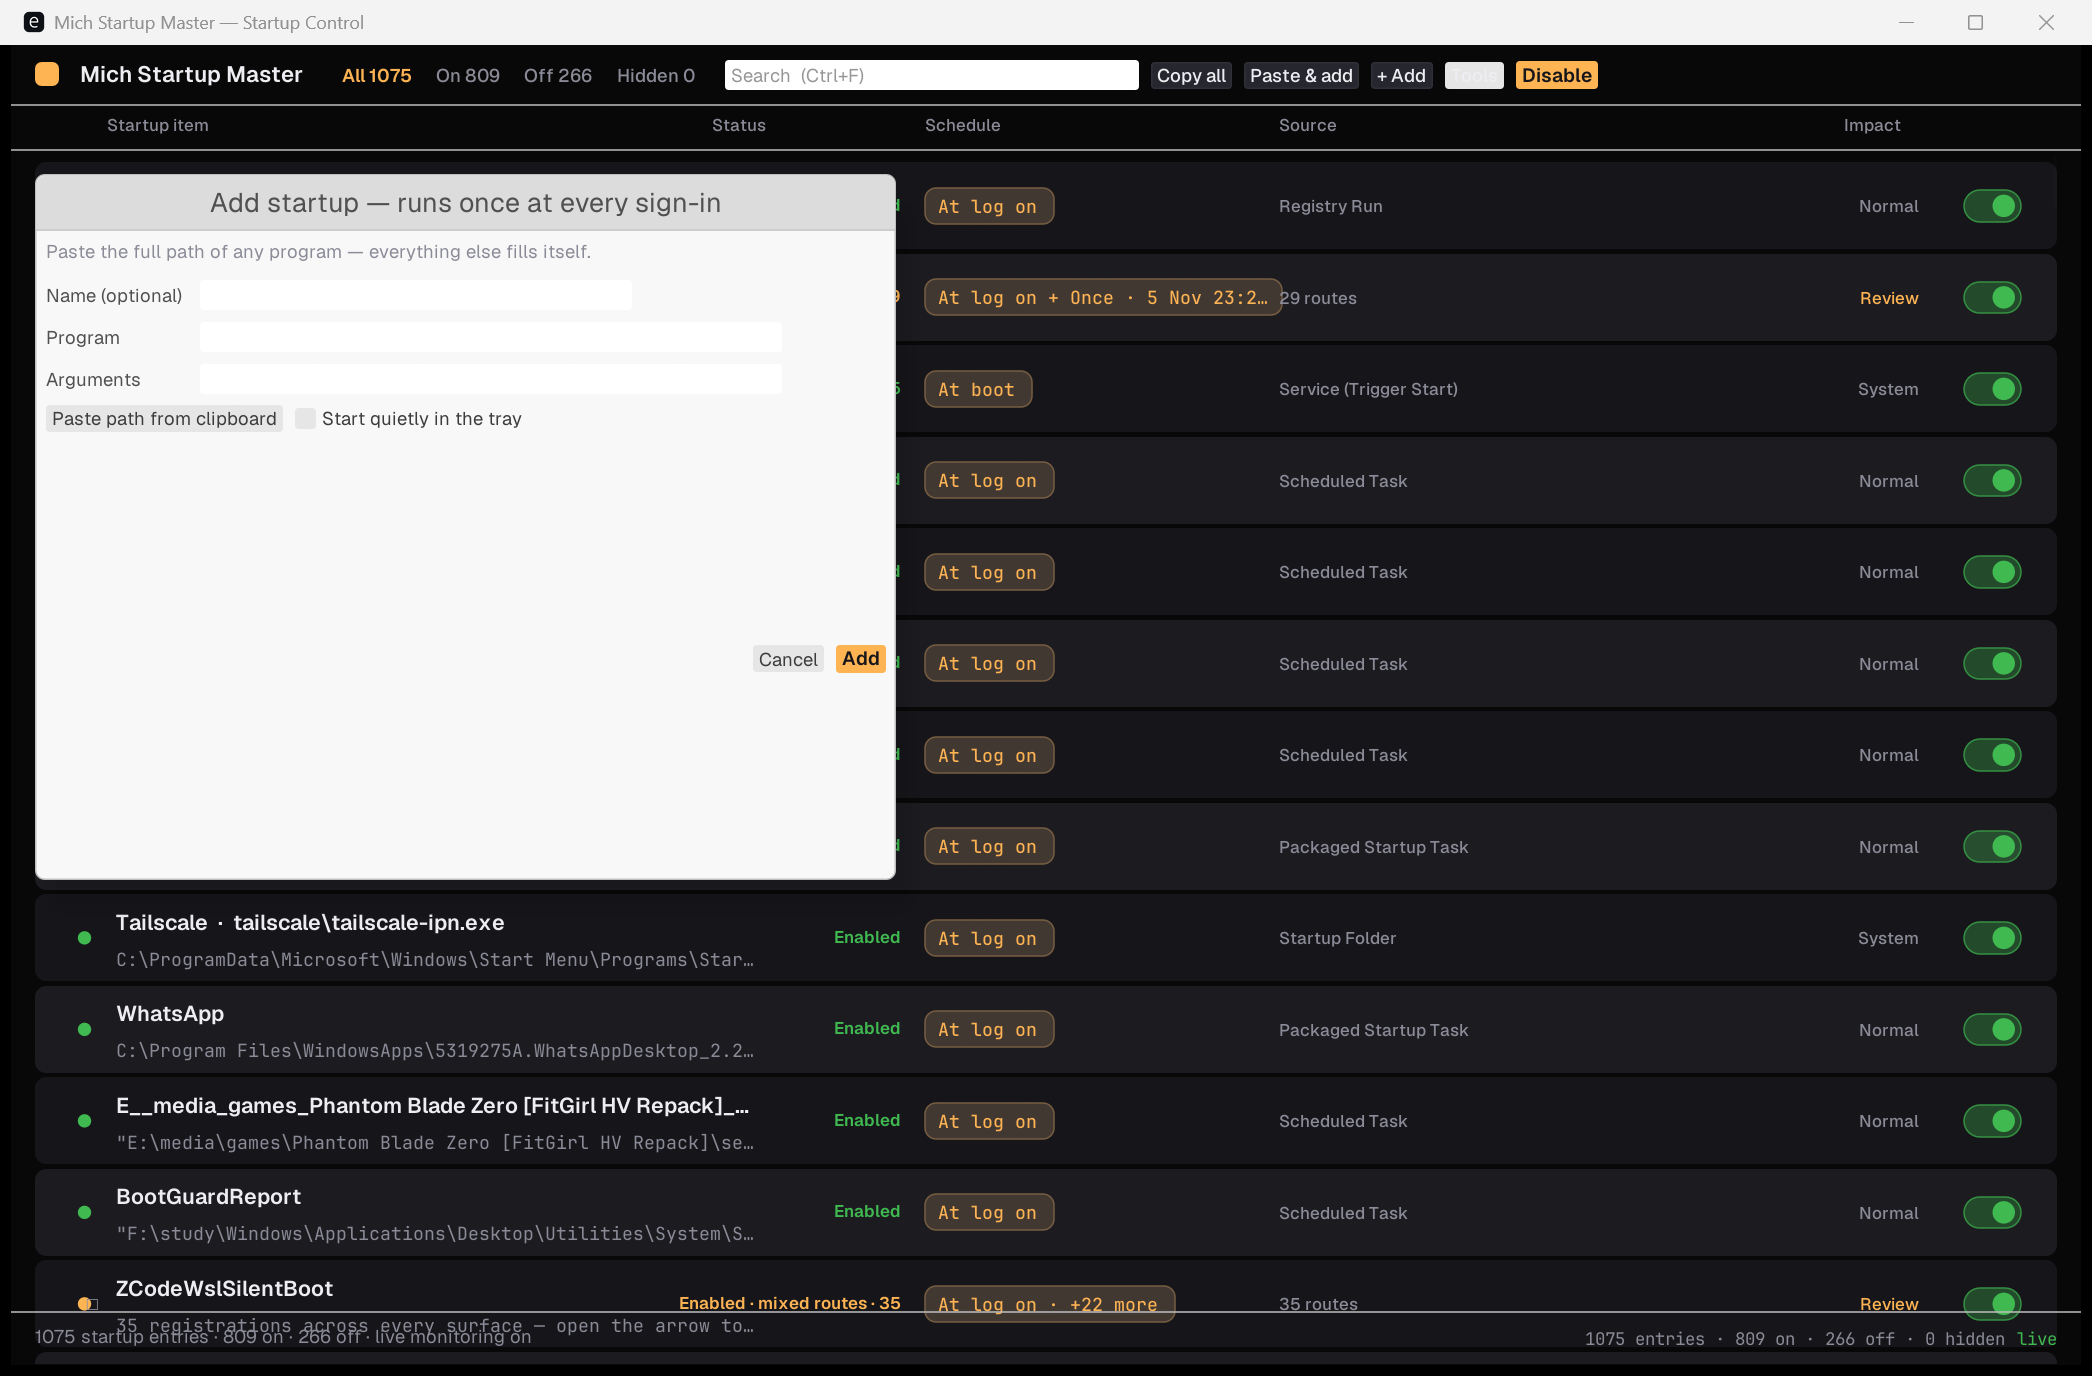 e Mich Startup Master — Startup Control
Mich Startup Master All 1075 On 809 Off 266 Hidden 0 Search (Ctrl+F) Copy all Paste & add + Add Tools Disable
Startup item Status Schedule Source Impact
Add startup — runs once at every sign-in
Paste the full path of any program — everything else fills itself.
Name (optional)
Program
Arguments
Paste path from clipboard Start quietly in the tray
Cancel Add
At log on Registry Run Normal
At log on + Once · 5 Nov 23:2… 29 routes Review
At boot Service (Trigger Start) System
At log on Scheduled Task Normal
At log on Scheduled Task Normal
At log on Scheduled Task Normal
At log on Scheduled Task Normal
At log on Packaged Startup Task Normal
Tailscale · tailscale\tailscale-ipn.exe
C:\ProgramData\Microsoft\Windows\Start Menu\Programs\Star…
Enabled At log on Startup Folder System
WhatsApp
C:\Program Files\WindowsApps\5319275A.WhatsAppDesktop_2.2…
Enabled At log on Packaged Startup Task Normal
E__media_games_Phantom Blade Zero [FitGirl HV Repack]_…
"E:\media\games\Phantom Blade Zero [FitGirl HV Repack]\se…
Enabled At log on Scheduled Task Normal
BootGuardReport
"F:\study\Windows\Applications\Desktop\Utilities\System\S…
Enabled At log on Scheduled Task Normal
ZCodeWslSilentBoot
35 registrations across every surface — open the arrow to…
Enabled · mixed routes · 35 At log on · +22 more 35 routes Review
1075 startup entries · 809 on · 266 off · live monitoring on
1075 entries · 809 on · 266 off · 0 hidden live